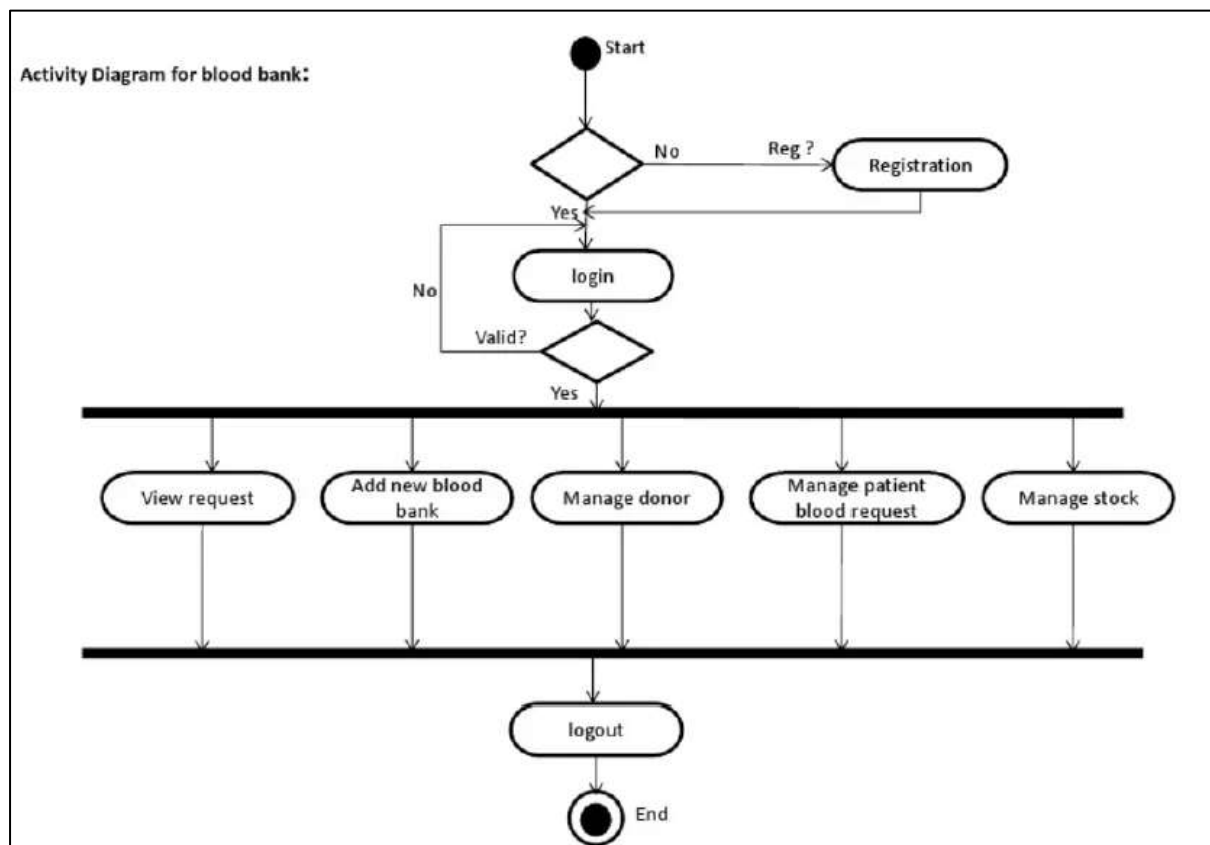 Start
Activity Diagram for blood bank:
No
Reg ?
Registration
Yes
login
No
Valid?
Yes
View request
Add new blood
bank
Manage donor
Manage patient
blood request
Manage stock
logout
End